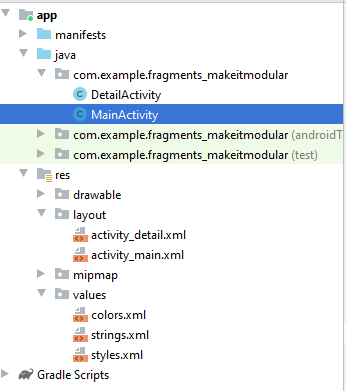 app
manifests
java
com.example.fragments_makeitmodular
DetailActivity
MainActivity
com.example.fragments_makeitmodular (androidT
com.example.fragments_makeitmodular (test)
res
drawable
layout
activity_detail.xml
activity_main.xml
mipmap
values
colors.xml
strings.xml
styles.xml
Gradle Scripts